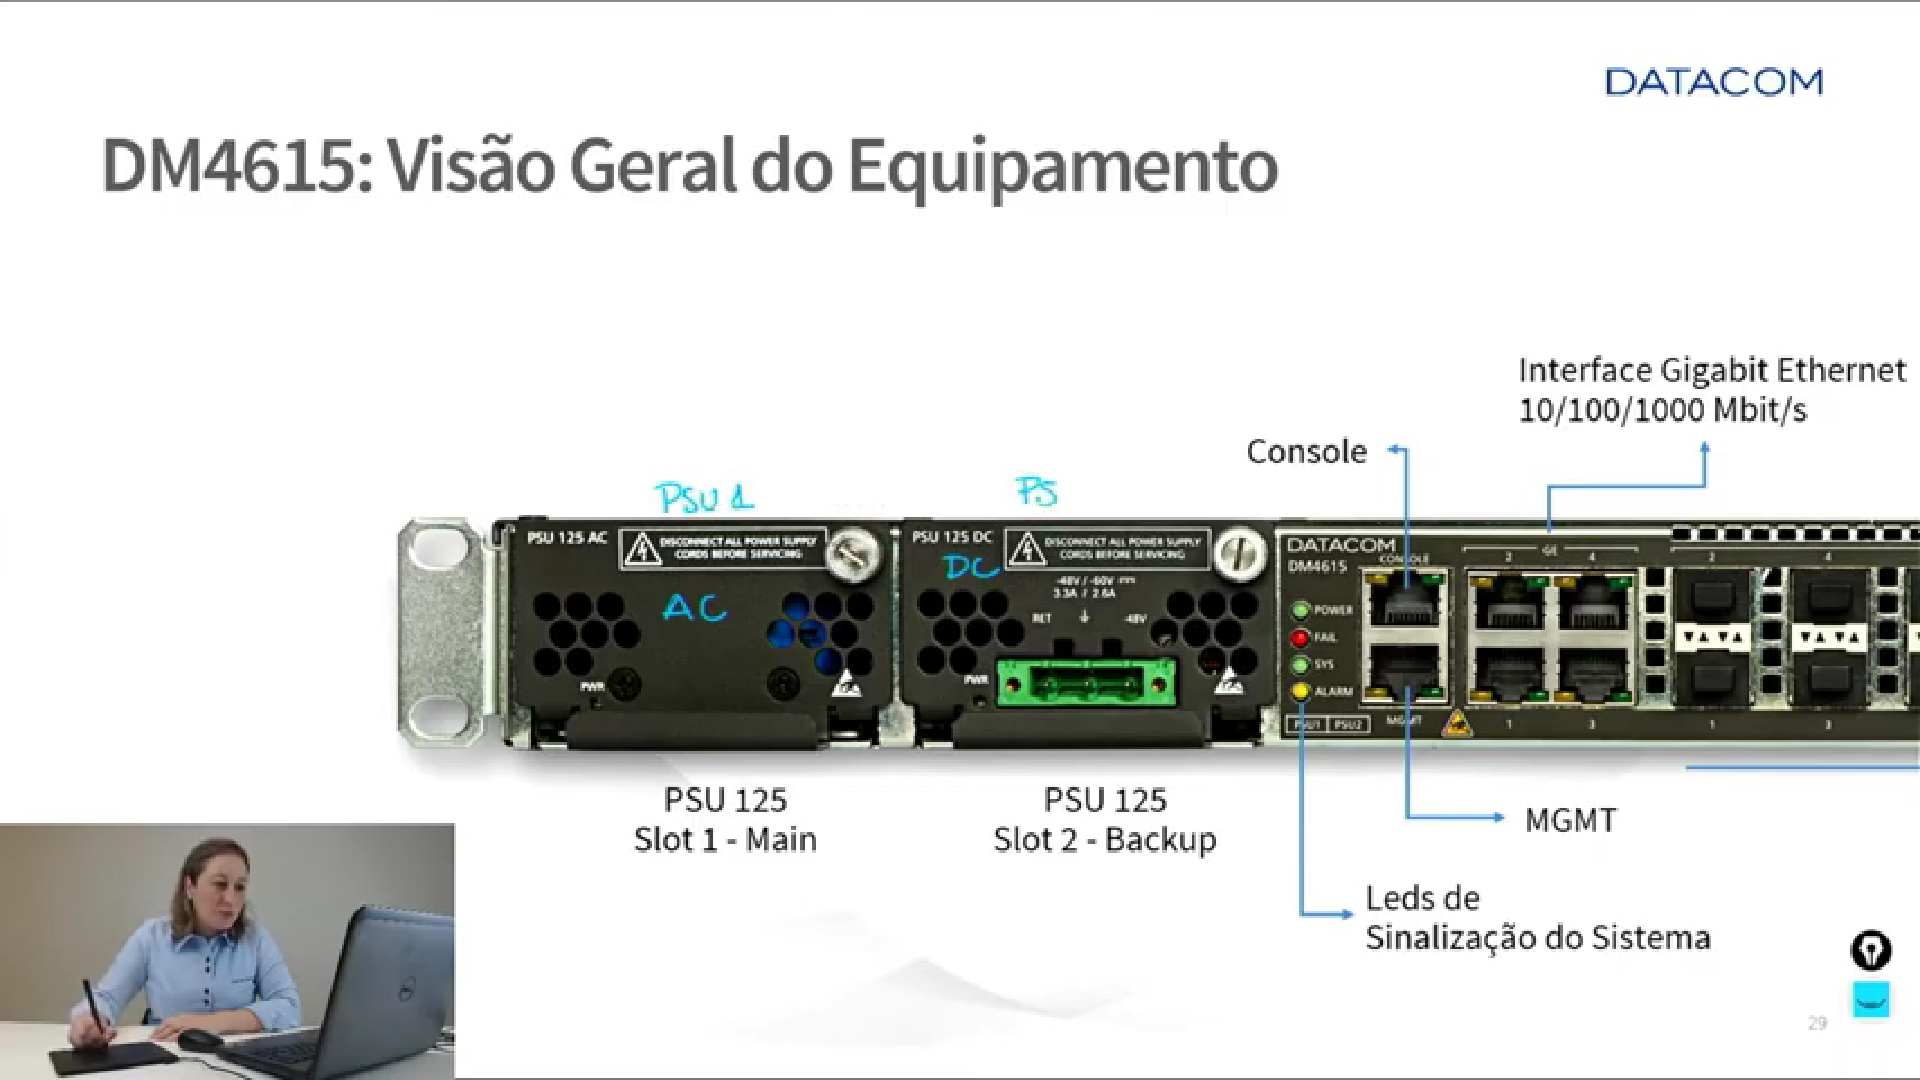 DATACOM
DM4615: Visão Geral do Equipamento
Interface Gigabit Ethernet
10/100/1000 Mbit/s
Console
PSU 1
PS
PSU 125 AC
DISCONNECT ALL POWER SUPPLY
CORDS BEFORE SERVICING
PSU 125 DC
DISCONNECT ALL POWER SUPPLY
CORDS BEFORE SERVICING
DATACOM
DM4615
CONSOLE
GE
2
4
2
4
AC
DC
-48V / -60V
3.3A / 2.6A
RET
-48V
POWER
FAIL
SYS
ALARM
PWR
PWR
PSU1
PSU2
MGMT
1
3
1
3
PSU 125
Slot 1 - Main
PSU 125
Slot 2 - Backup
MGMT
Leds de
Sinalização do Sistema
29